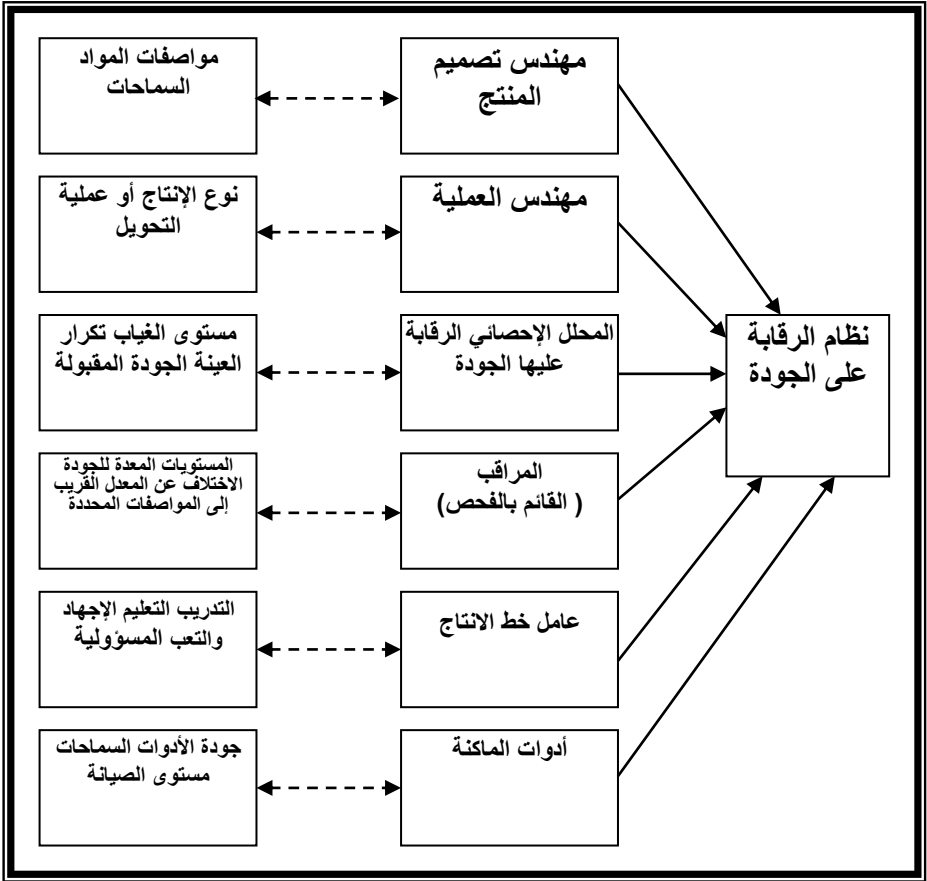 مهندس تصميم
المنتج
مواصفات المواد
السماحات
مهندس العملية
نوع الإنتاج أو عملية
التحويل
نظام الرقابة
على الجودة
المحلل الإحصائي الرقابة
عليها الجودة
مستوى الغياب تكرار
العينة الجودة المقبولة
المراقب
( القائم بالفحص)
المستويات المعدة للجودة
الاختلاف عن المعدل القريب
إلى المواصفات المحددة
عامل خط الانتاج
التدريب التعليم الإجهاد
والتعب المسؤولية
أدوات الماكنة
جودة الأدوات السماحات
مستوى الصيانة